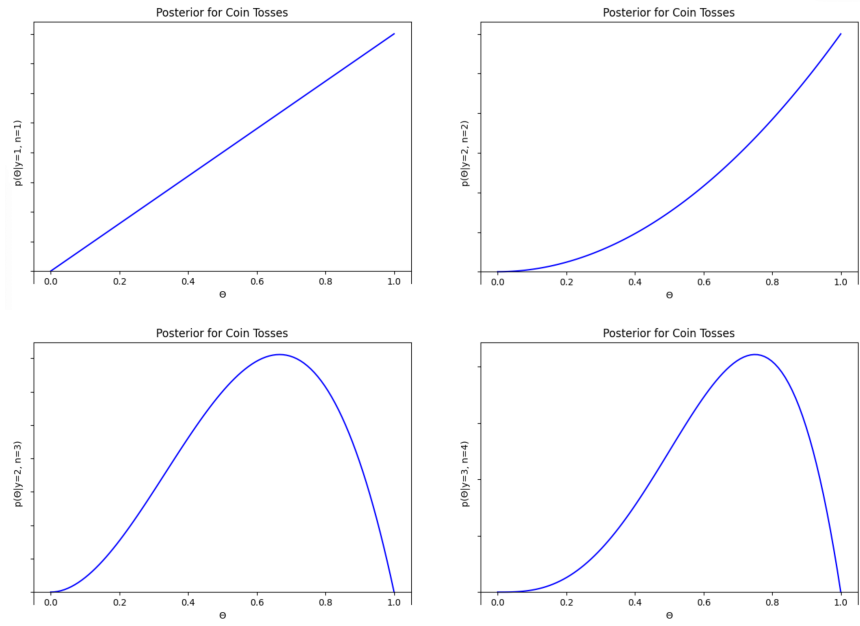 Posterior for Coin Tosses
p(Θ|y=1, n=1)
0.0 0.2 0.4 0.6 0.8 1.0
Θ
Posterior for Coin Tosses
p(Θ|y=2, n=2)
0.0 0.2 0.4 0.6 0.8 1.0
Θ
Posterior for Coin Tosses
p(Θ|y=2, n=3)
0.0 0.2 0.4 0.6 0.8 1.0
Θ
Posterior for Coin Tosses
p(Θ|y=3, n=4)
0.0 0.2 0.4 0.6 0.8 1.0
Θ